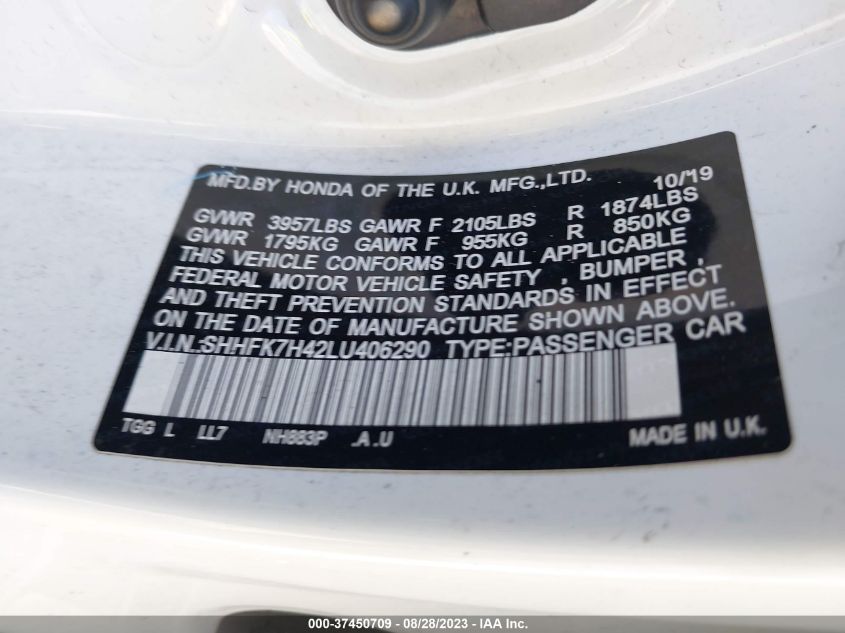 MFD.BY HONDA OF THE U.K. MFG.,LTD. 10/19
GVWR 3957LBS GAWR F 2105LBS R 1874LBS
GVWR 1795KG GAWR F 955KG R 850KG
THIS VEHICLE CONFORMS TO ALL APPLICABLE
FEDERAL MOTOR VEHICLE SAFETY , BUMPER ,
AND THEFT PREVENTION STANDARDS IN EFFECT
ON THE DATE OF MANUFACTURE SHOWN ABOVE.
V.I.N.:SHHFK7H42LU406290 TYPE:PASSENGER CAR
TGG L LL7 NH883P .A .U MADE IN U.K.
000-37450709 - 08/28/2023 - IAA Inc.